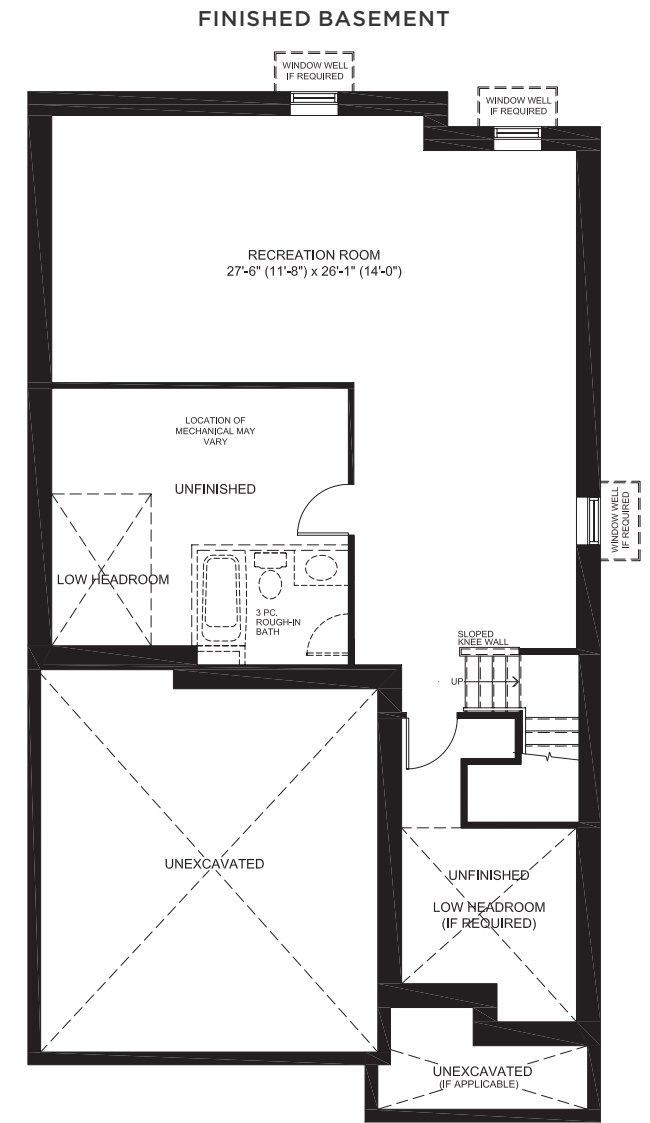 FINISHED BASEMENT
WINDOW WELL
IF REQUIRED
WINDOW WELL
IF REQUIRED
RECREATION ROOM
27'-6" (11'-8") x 26'-1" (14'-0")
LOCATION OF
MECHANICAL MAY
VARY
UNFINISHED
WINDOW WELL
IF REQUIRED
LOW HEADROOM
3 PC.
ROUGH-IN
BATH
SLOPED
KNEE WALL
UP
UNEXCAVATED
UNFINISHED
LOW HEADROOM
(IF REQUIRED)
UNEXCAVATED
(IF APPLICABLE)